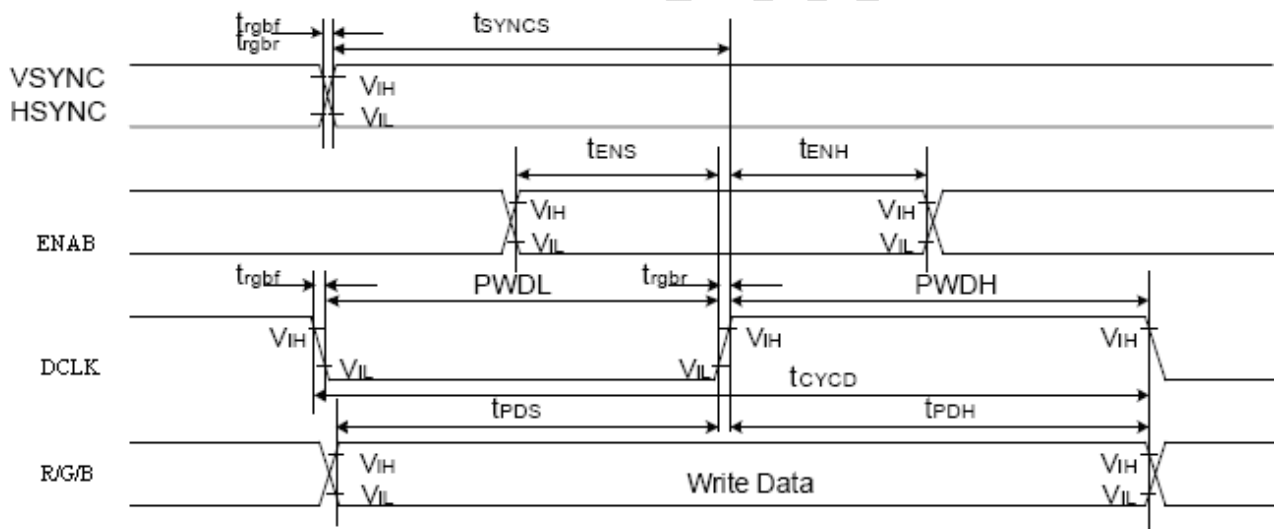 trgbf tSYNCS
trgbr
VSYNC VIH
HSYNC VIL
tENS tENH
VIH VIH
ENAB VIL VIL
trgbf PWDL trgbr PWDH
VIH VIH VIH
DCLK VIL VIL
tCYCD
tPDS tPDH
R/G/B VIH VIH
Write Data
VIL VIL